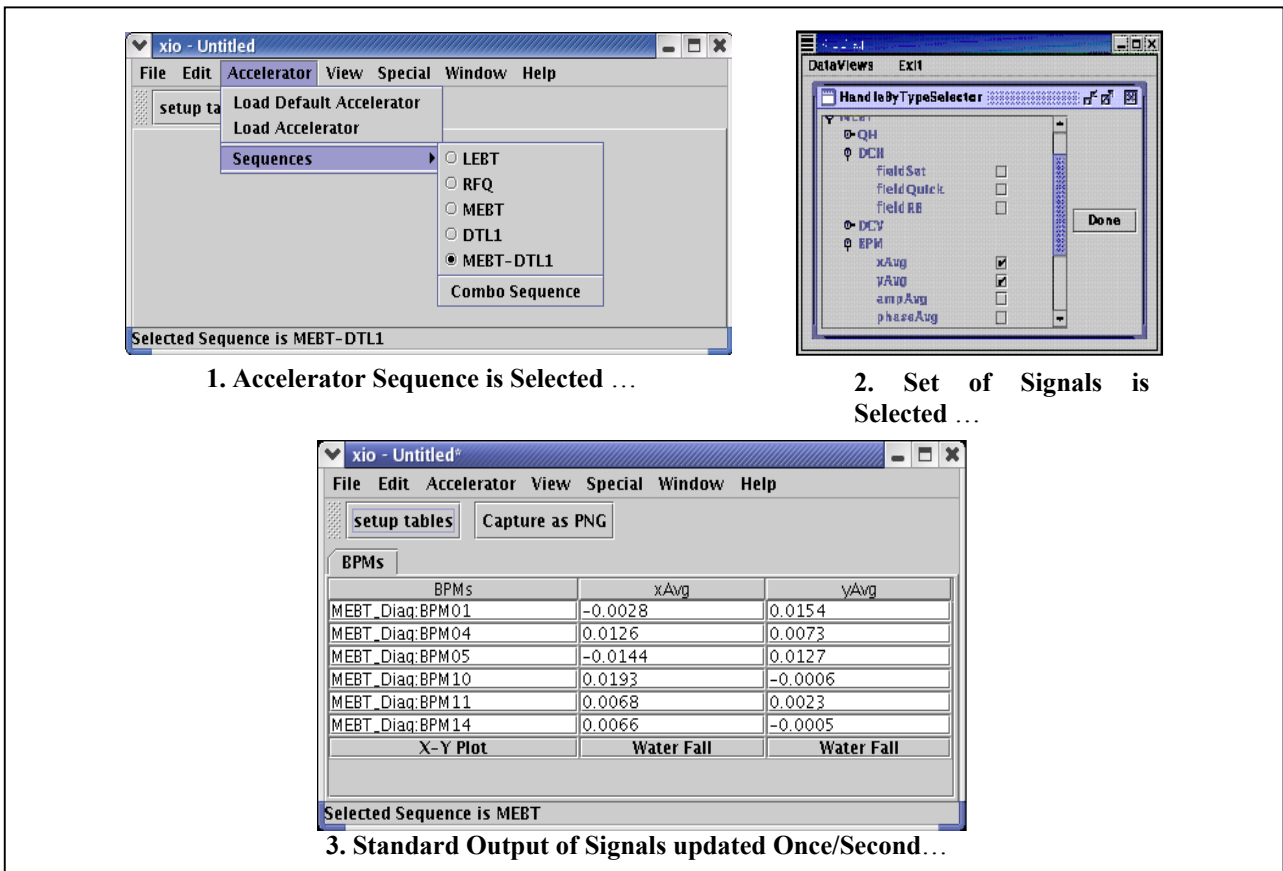 xio - Untitled
File Edit Accelerator View Special Window Help
setup ta
Load Default Accelerator
Load Accelerator
Sequences
LEBT
RFQ
MEBT
DTL1
MEBT-DTL1
Combo Sequence
Selected Sequence is MEBT-DTL1
1. Accelerator Sequence is Selected …
DataViews Exit
HandleByTypeSelector
QH
DCH
fieldSet
fieldQuick
field RB
DCV
BPM
xAvg
yAvg
ampAvg
phaseAvg
Done
2. Set of Signals is
Selected …
xio - Untitled*
File Edit Accelerator View Special Window Help
setup tables Capture as PNG
BPMs
BPMs xAvg yAvg
MEBT_Diag:BPM01 -0.0028 0.0154
MEBT_Diag:BPM04 0.0126 0.0073
MEBT_Diag:BPM05 -0.0144 0.0127
MEBT_Diag:BPM10 0.0193 -0.0006
MEBT_Diag:BPM11 0.0068 0.0023
MEBT_Diag:BPM14 0.0066 -0.0005
X-Y Plot Water Fall Water Fall
Selected Sequence is MEBT
3. Standard Output of Signals updated Once/Second…